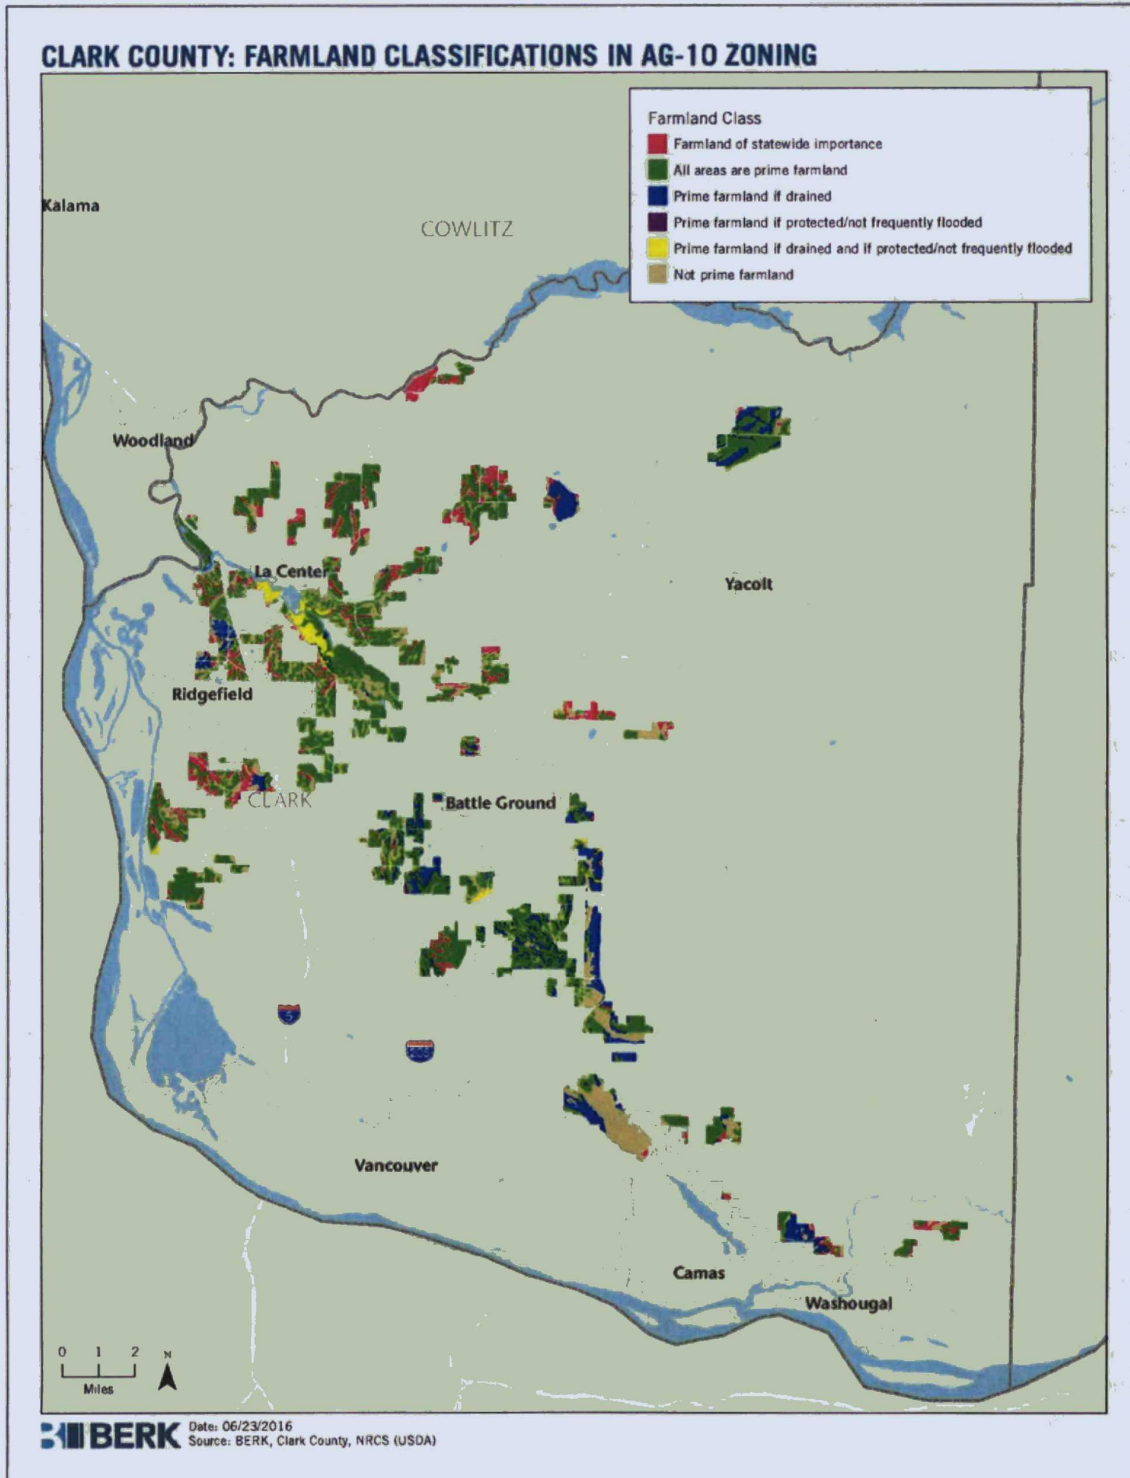 CLARK COUNTY: FARMLAND CLASSIFICATIONS IN AG-10 ZONING
Farmland Class
Farmland of statewide importance
All areas are prime farmland
Prime farmland if drained
Prime farmland if protected/not frequently flooded
Prime farmland if drained and if protected/not frequently flooded
Not prime farmland
Kalama
COWLITZ
Woodland
La Center
Yacolt
Ridgefield
CLARK
Battle Ground
5
Vancouver
Camas
Washougal
0 1 2
Miles
N
BERK
Date: 06/23/2016
Source: BERK, Clark County, NRCS (USDA)